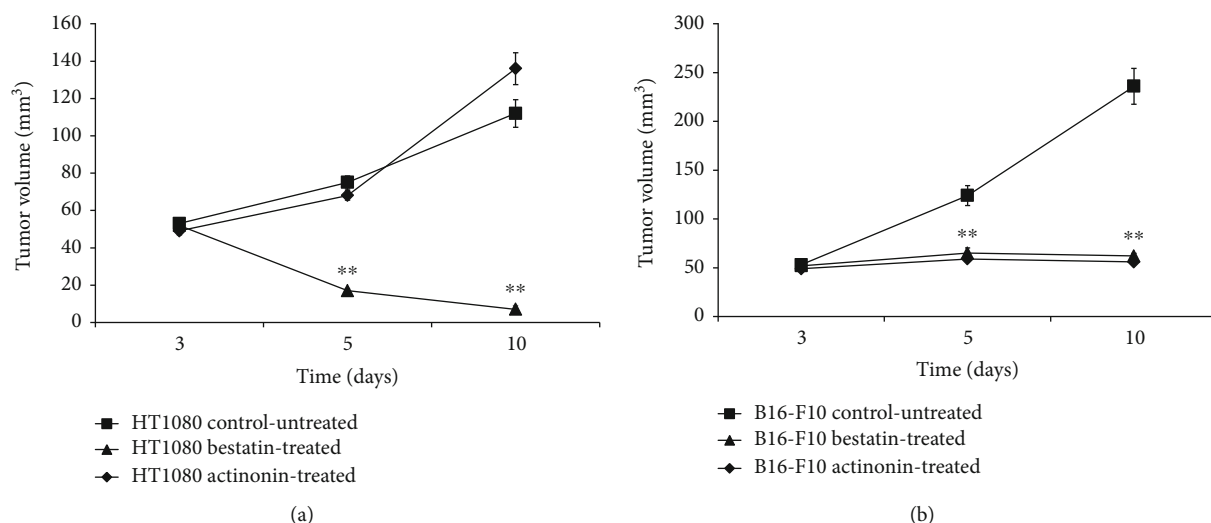 160
140
120
100
80
60
40
20
0
Tumor volume (mm³)
**
**
3
5
10
Time (days)
HT1080 control-untreated
HT1080 bestatin-treated
HT1080 actinonin-treated
(a)
300
250
200
150
100
50
0
Tumor volume (mm³)
**
**
3
5
10
Time (days)
B16-F10 control-untreated
B16-F10 bestatin-treated
B16-F10 actinonin-treated
(b)